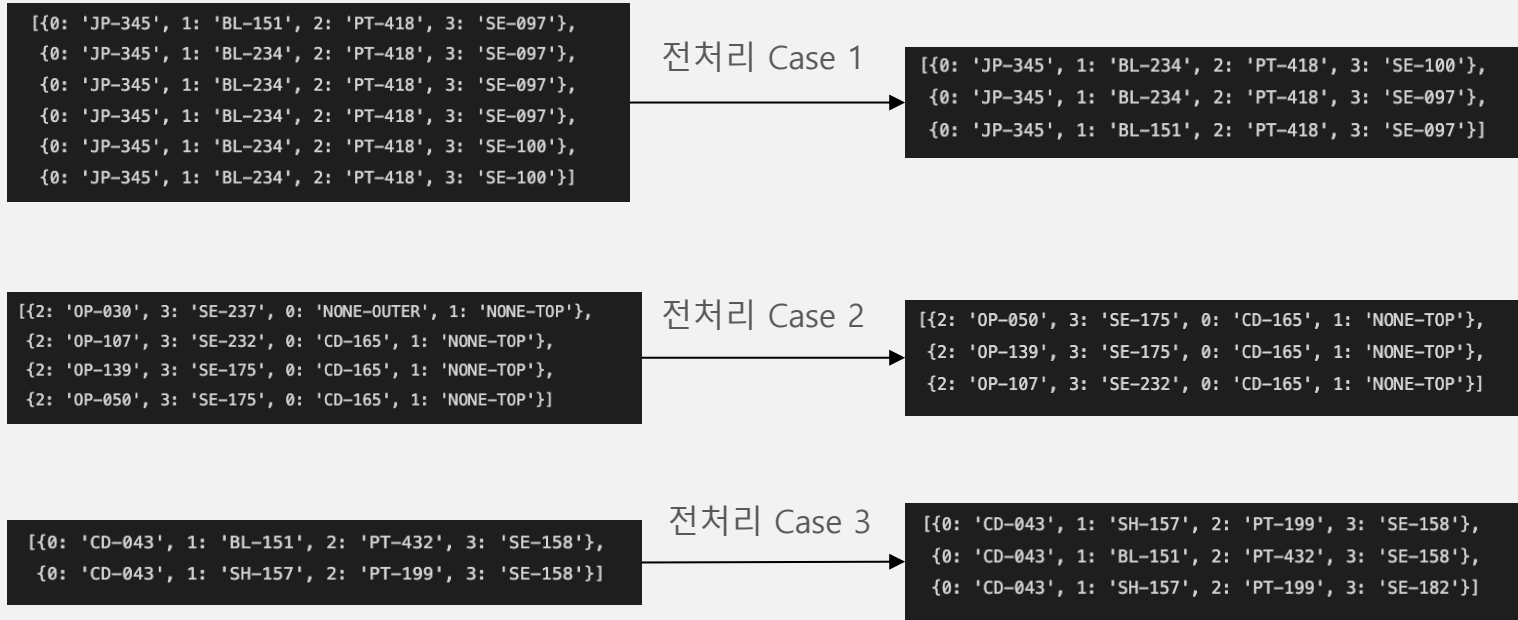 [{0: 'JP-345', 1: 'BL-151', 2: 'PT-418', 3: 'SE-097'},
{0: 'JP-345', 1: 'BL-234', 2: 'PT-418', 3: 'SE-097'},
{0: 'JP-345', 1: 'BL-234', 2: 'PT-418', 3: 'SE-097'},
{0: 'JP-345', 1: 'BL-234', 2: 'PT-418', 3: 'SE-097'},
{0: 'JP-345', 1: 'BL-234', 2: 'PT-418', 3: 'SE-100'},
{0: 'JP-345', 1: 'BL-234', 2: 'PT-418', 3: 'SE-100'}]
전처리 Case 1
[{0: 'JP-345', 1: 'BL-234', 2: 'PT-418', 3: 'SE-100'},
{0: 'JP-345', 1: 'BL-234', 2: 'PT-418', 3: 'SE-097'},
{0: 'JP-345', 1: 'BL-151', 2: 'PT-418', 3: 'SE-097'}]
[{2: 'OP-030', 3: 'SE-237', 0: 'NONE-OUTER', 1: 'NONE-TOP'},
{2: 'OP-107', 3: 'SE-232', 0: 'CD-165', 1: 'NONE-TOP'},
{2: 'OP-139', 3: 'SE-175', 0: 'CD-165', 1: 'NONE-TOP'},
{2: 'OP-050', 3: 'SE-175', 0: 'CD-165', 1: 'NONE-TOP'}]
전처리 Case 2
[{2: 'OP-050', 3: 'SE-175', 0: 'CD-165', 1: 'NONE-TOP'},
{2: 'OP-139', 3: 'SE-175', 0: 'CD-165', 1: 'NONE-TOP'},
{2: 'OP-107', 3: 'SE-232', 0: 'CD-165', 1: 'NONE-TOP'}]
[{0: 'CD-043', 1: 'BL-151', 2: 'PT-432', 3: 'SE-158'},
{0: 'CD-043', 1: 'SH-157', 2: 'PT-199', 3: 'SE-158'}]
전처리 Case 3
[{0: 'CD-043', 1: 'SH-157', 2: 'PT-199', 3: 'SE-158'},
{0: 'CD-043', 1: 'BL-151', 2: 'PT-432', 3: 'SE-158'},
{0: 'CD-043', 1: 'SH-157', 2: 'PT-199', 3: 'SE-182'}]